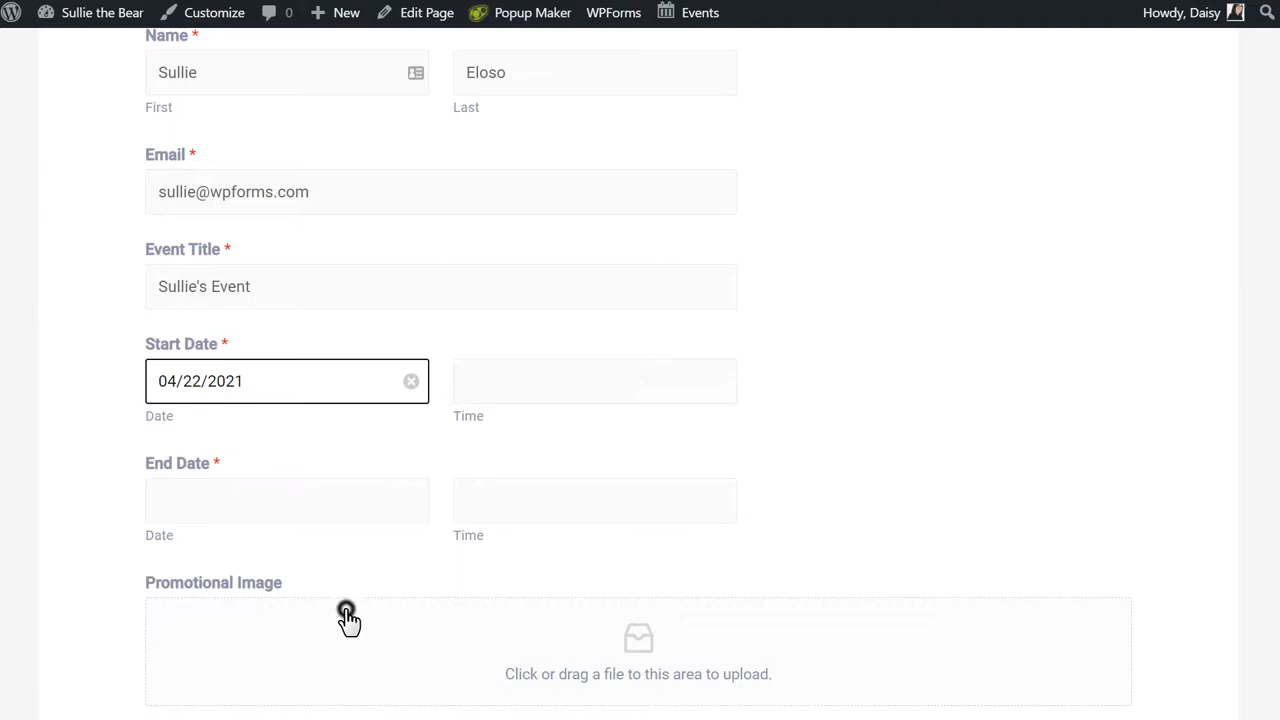 Sullie the Bear Customize 0 New Edit Page Popup Maker WPForms Events Howdy, Daisy
Name *
Sullie Eloso
First Last
Email *
sullie@wpforms.com
Event Title *
Sullie's Event
Start Date *
04/22/2021
Date Time
End Date *
Date Time
Promotional Image
Click or drag a file to this area to upload.